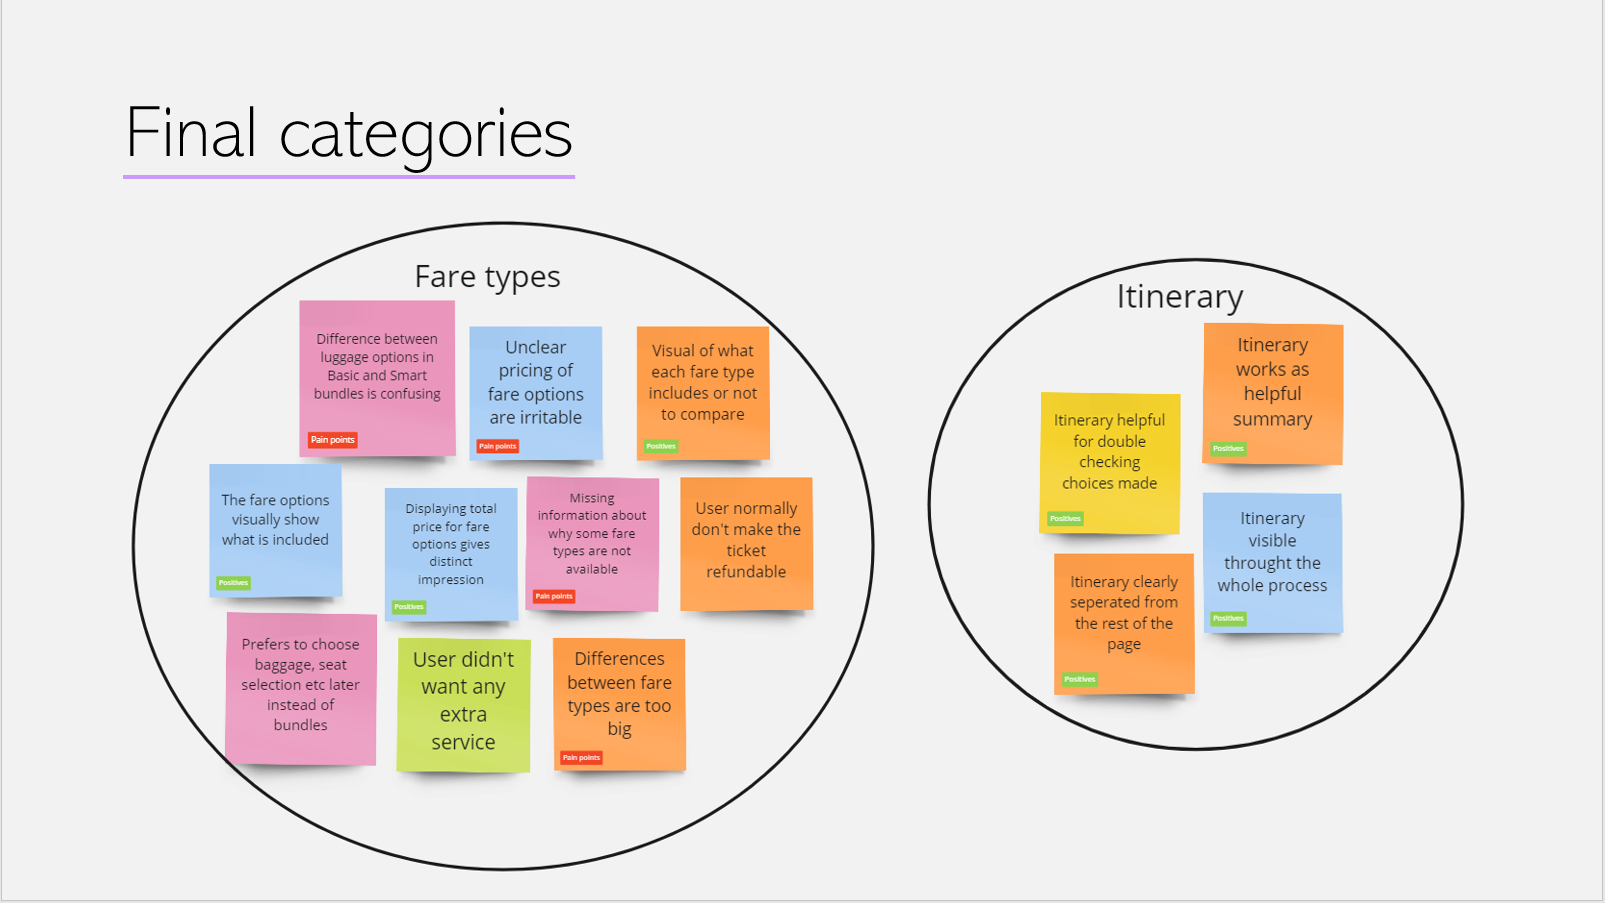 Final categories
Fare types
Difference between
luggage options in
Basic and Smart
bundles is confusing
Pain points
Unclear
pricing of
fare options
are irritable
Pain points
Visual of what
each fare type
includes or not
to compare
Positives
The fare options
visually show
what is included
Positives
Displaying total
price for fare
options gives
distinct
impression
Positives
Missing
information about
why some fare
types are not
available
Pain points
User normally
don't make the
ticket
refundable
Prefers to choose
baggage, seat
selection etc later
instead of
bundles
User didn't
want any
extra
service
Differences
between fare
types are too
big
Pain points
Itinerary
Itinerary
works as
helpful
summary
Positives
Itinerary helpful
for double
checking
choices made
Positives
Itinerary
visible
throught the
whole process
Positives
Itinerary clearly
seperated from
the rest of the
page
Positives